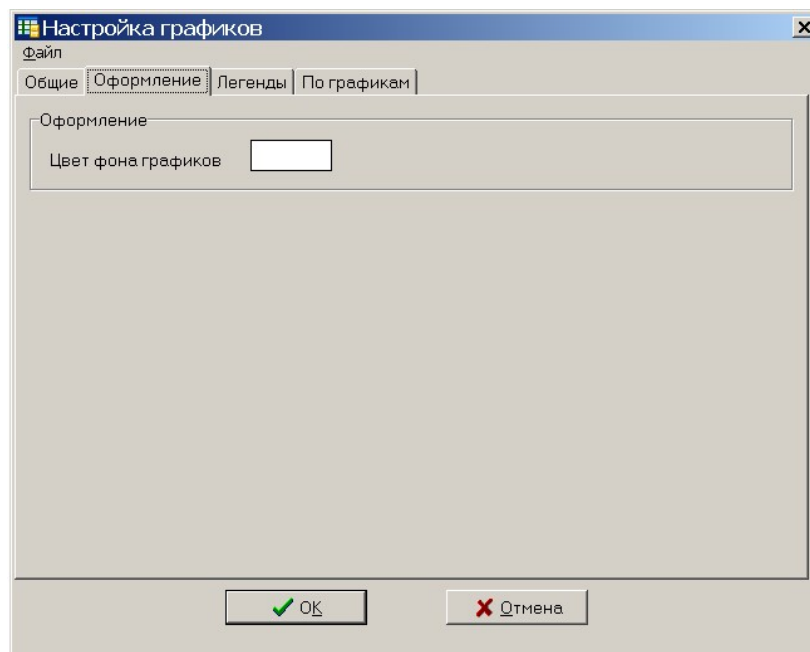 Настройка графиков
Файл
Общие Оформление Легенды По графикам
Оформление
Цвет фона графиков
OK Отмена